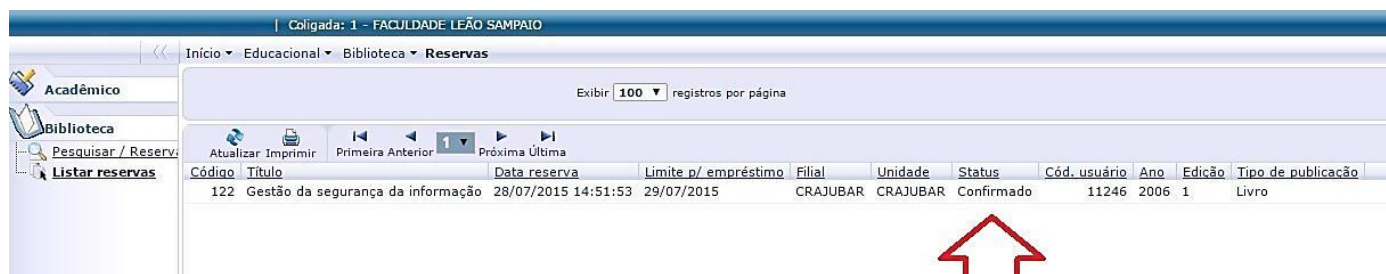 | Coligada: 1 - FACULDADE LEÃO SAMPAIO
Início Educacional Biblioteca Reservas
Acadêmico
Exibir 100 registros por página
Biblioteca
Pesquisar / Reserva
Atualizar Imprimir Primeira Anterior 1 Próxima Última
Listar reservas
Código Título Data reserva Limite p/ empréstimo Filial Unidade Status Cód. usuário Ano Edição Tipo de publicação
122 Gestão da segurança da informação 28/07/2015 14:51:53 29/07/2015 CRAJUBAR CRAJUBAR Confirmado 11246 2006 1 Livro